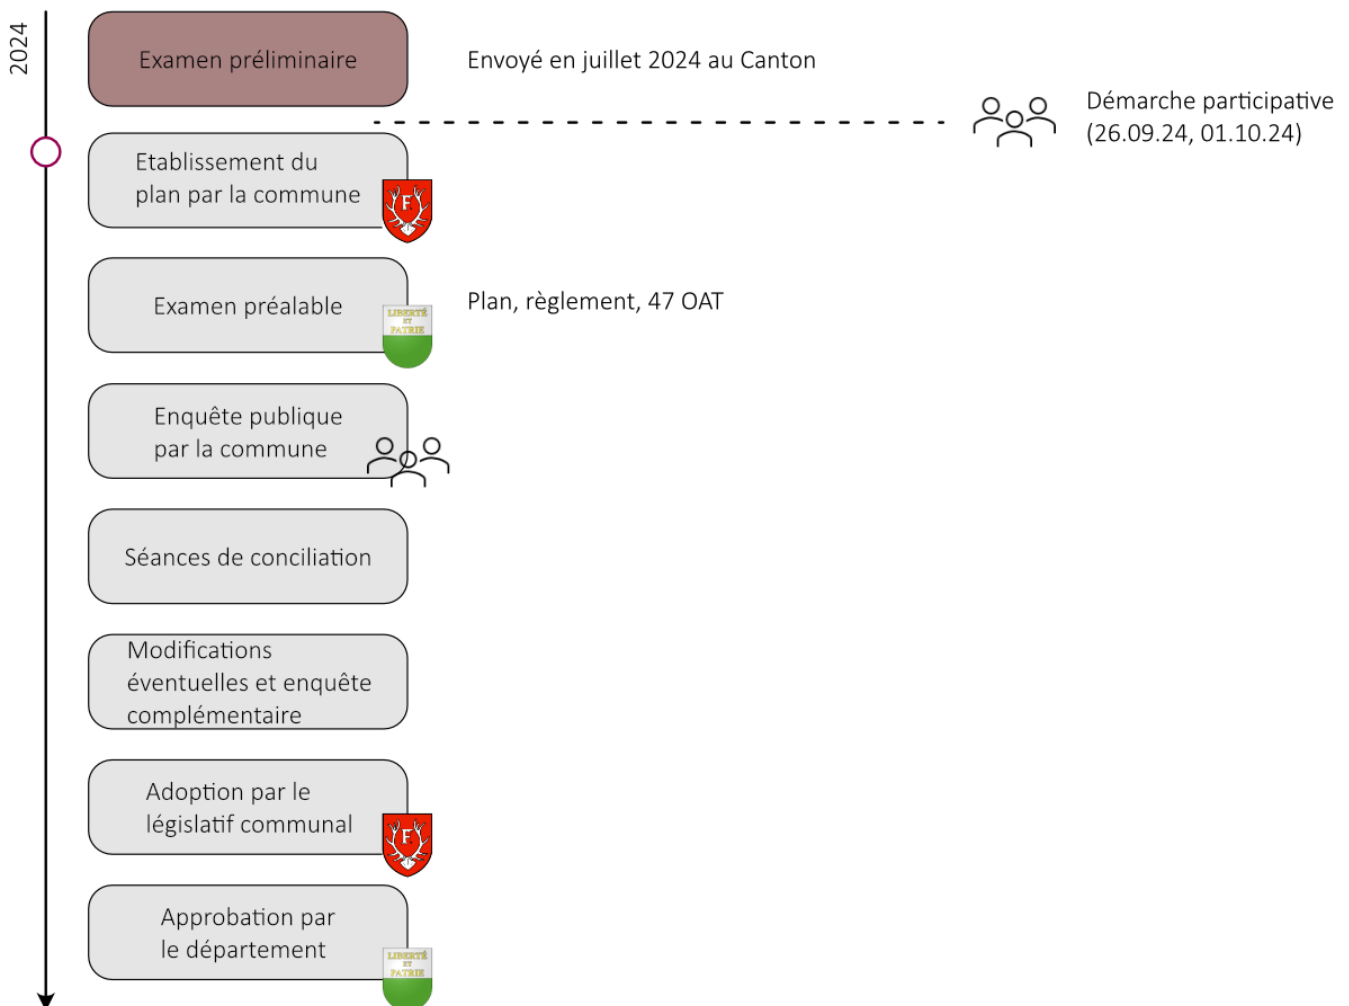 2024
Examen préliminaire
Envoyé en juillet 2024 au Canton
Démarche participative
(26.09.24, 01.10.24)
Etablissement du
plan par la commune
F.
Examen préalable
LIBERTÉ
ET
PATRIE
Plan, règlement, 47 OAT
Enquête publique
par la commune
Séances de conciliation
Modifications
éventuelles et enquête
complémentaire
Adoption par le
législatif communal
F.
Approbation par
le département
LIBERTÉ
ET
PATRIE